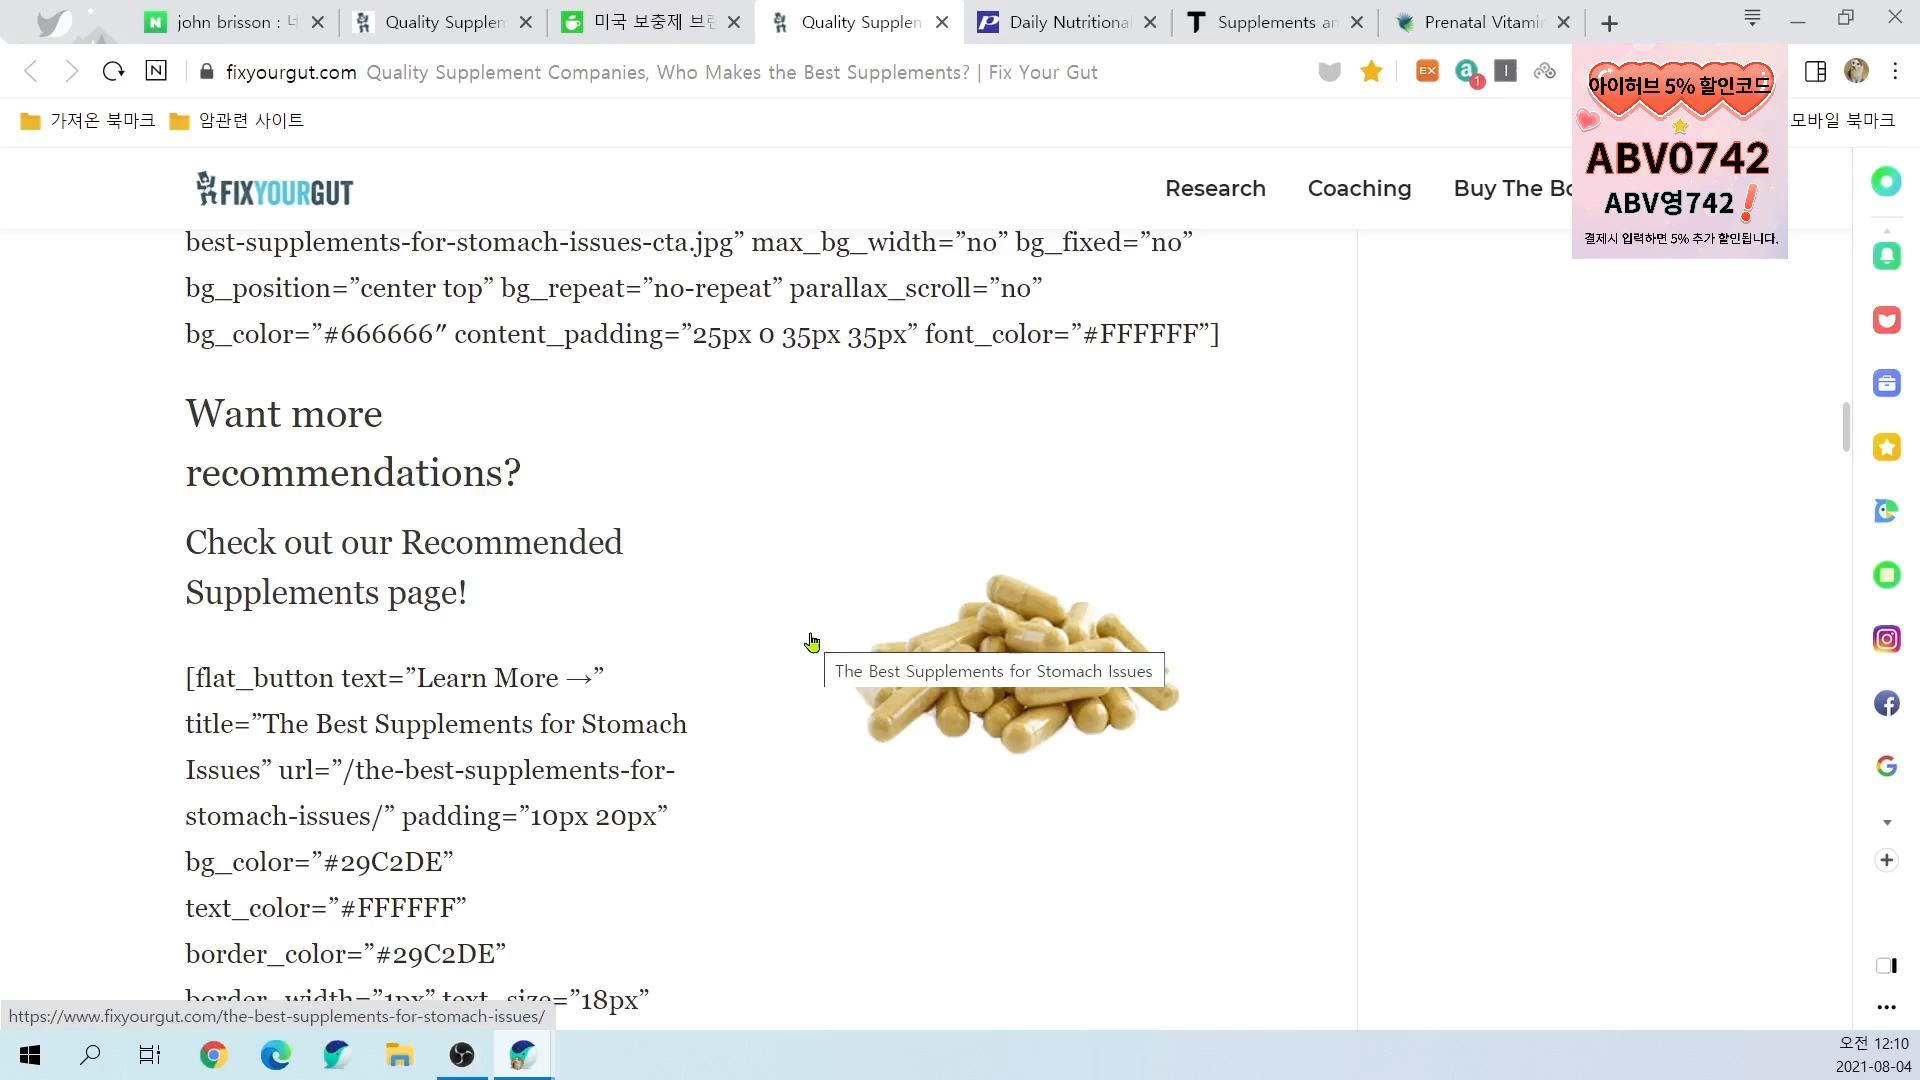 john brisson : 너
Quality Supplem
미국 보충제 브랜
Quality Supplem
Daily Nutritional
Supplements an
Prenatal Vitamin
fixyourgut.com Quality Supplement Companies, Who Makes the Best Supplements? | Fix Your Gut
가져온 북마크
암관련 사이트
모바일 북마크
아이허브 5% 할인코드
ABV0742
ABV영742❗
결제시 입력하면 5% 추가 할인됩니다.
FIXYOURGUT
Research
Coaching
Buy The Bo
best-supplements-for-stomach-issues-cta.jpg” max_bg_width=”no” bg_fixed=”no”
bg_position=”center top” bg_repeat=”no-repeat” parallax_scroll=”no”
bg_color=”#666666″ content_padding=”25px 0 35px 35px” font_color=”#FFFFFF”]
Want more
recommendations?
Check out our Recommended
Supplements page!
The Best Supplements for Stomach Issues
[flat_button text=”Learn More →”
title=”The Best Supplements for Stomach
Issues” url=”/the-best-supplements-for-
stomach-issues/” padding=”10px 20px”
bg_color=”#29C2DE”
text_color=”#FFFFFF”
border_color=”#29C2DE”
border_width=”1px” text_size=”18px”
https://www.fixyourgut.com/the-best-supplements-for-stomach-issues/
오전 12:10
2021-08-04